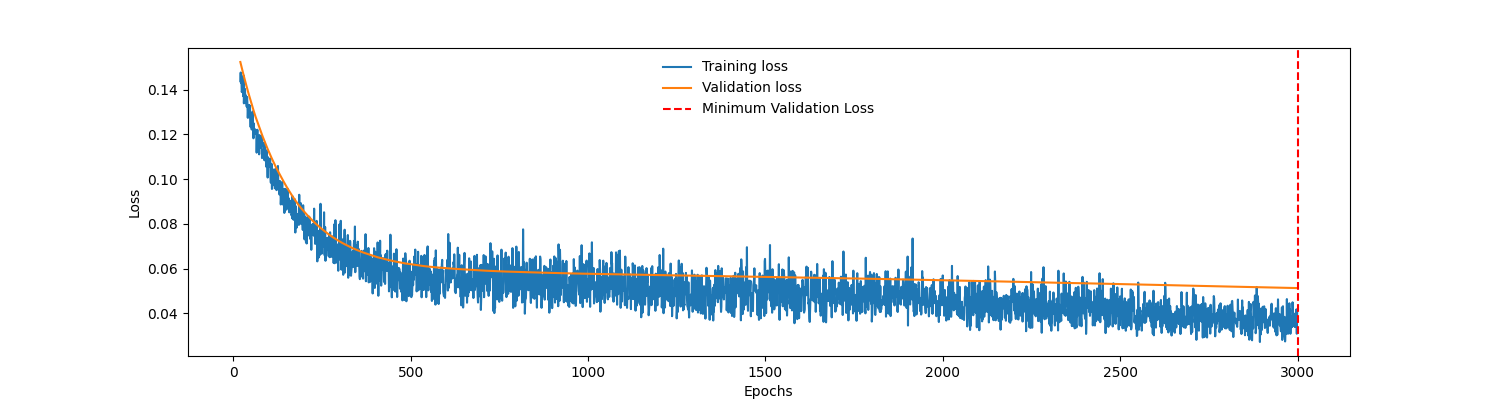 Training loss
Validation loss
Minimum Validation Loss
0.14
0.12
0.10
0.08
0.06
0.04
Loss
0 500 1000 1500 2000 2500 3000
Epochs